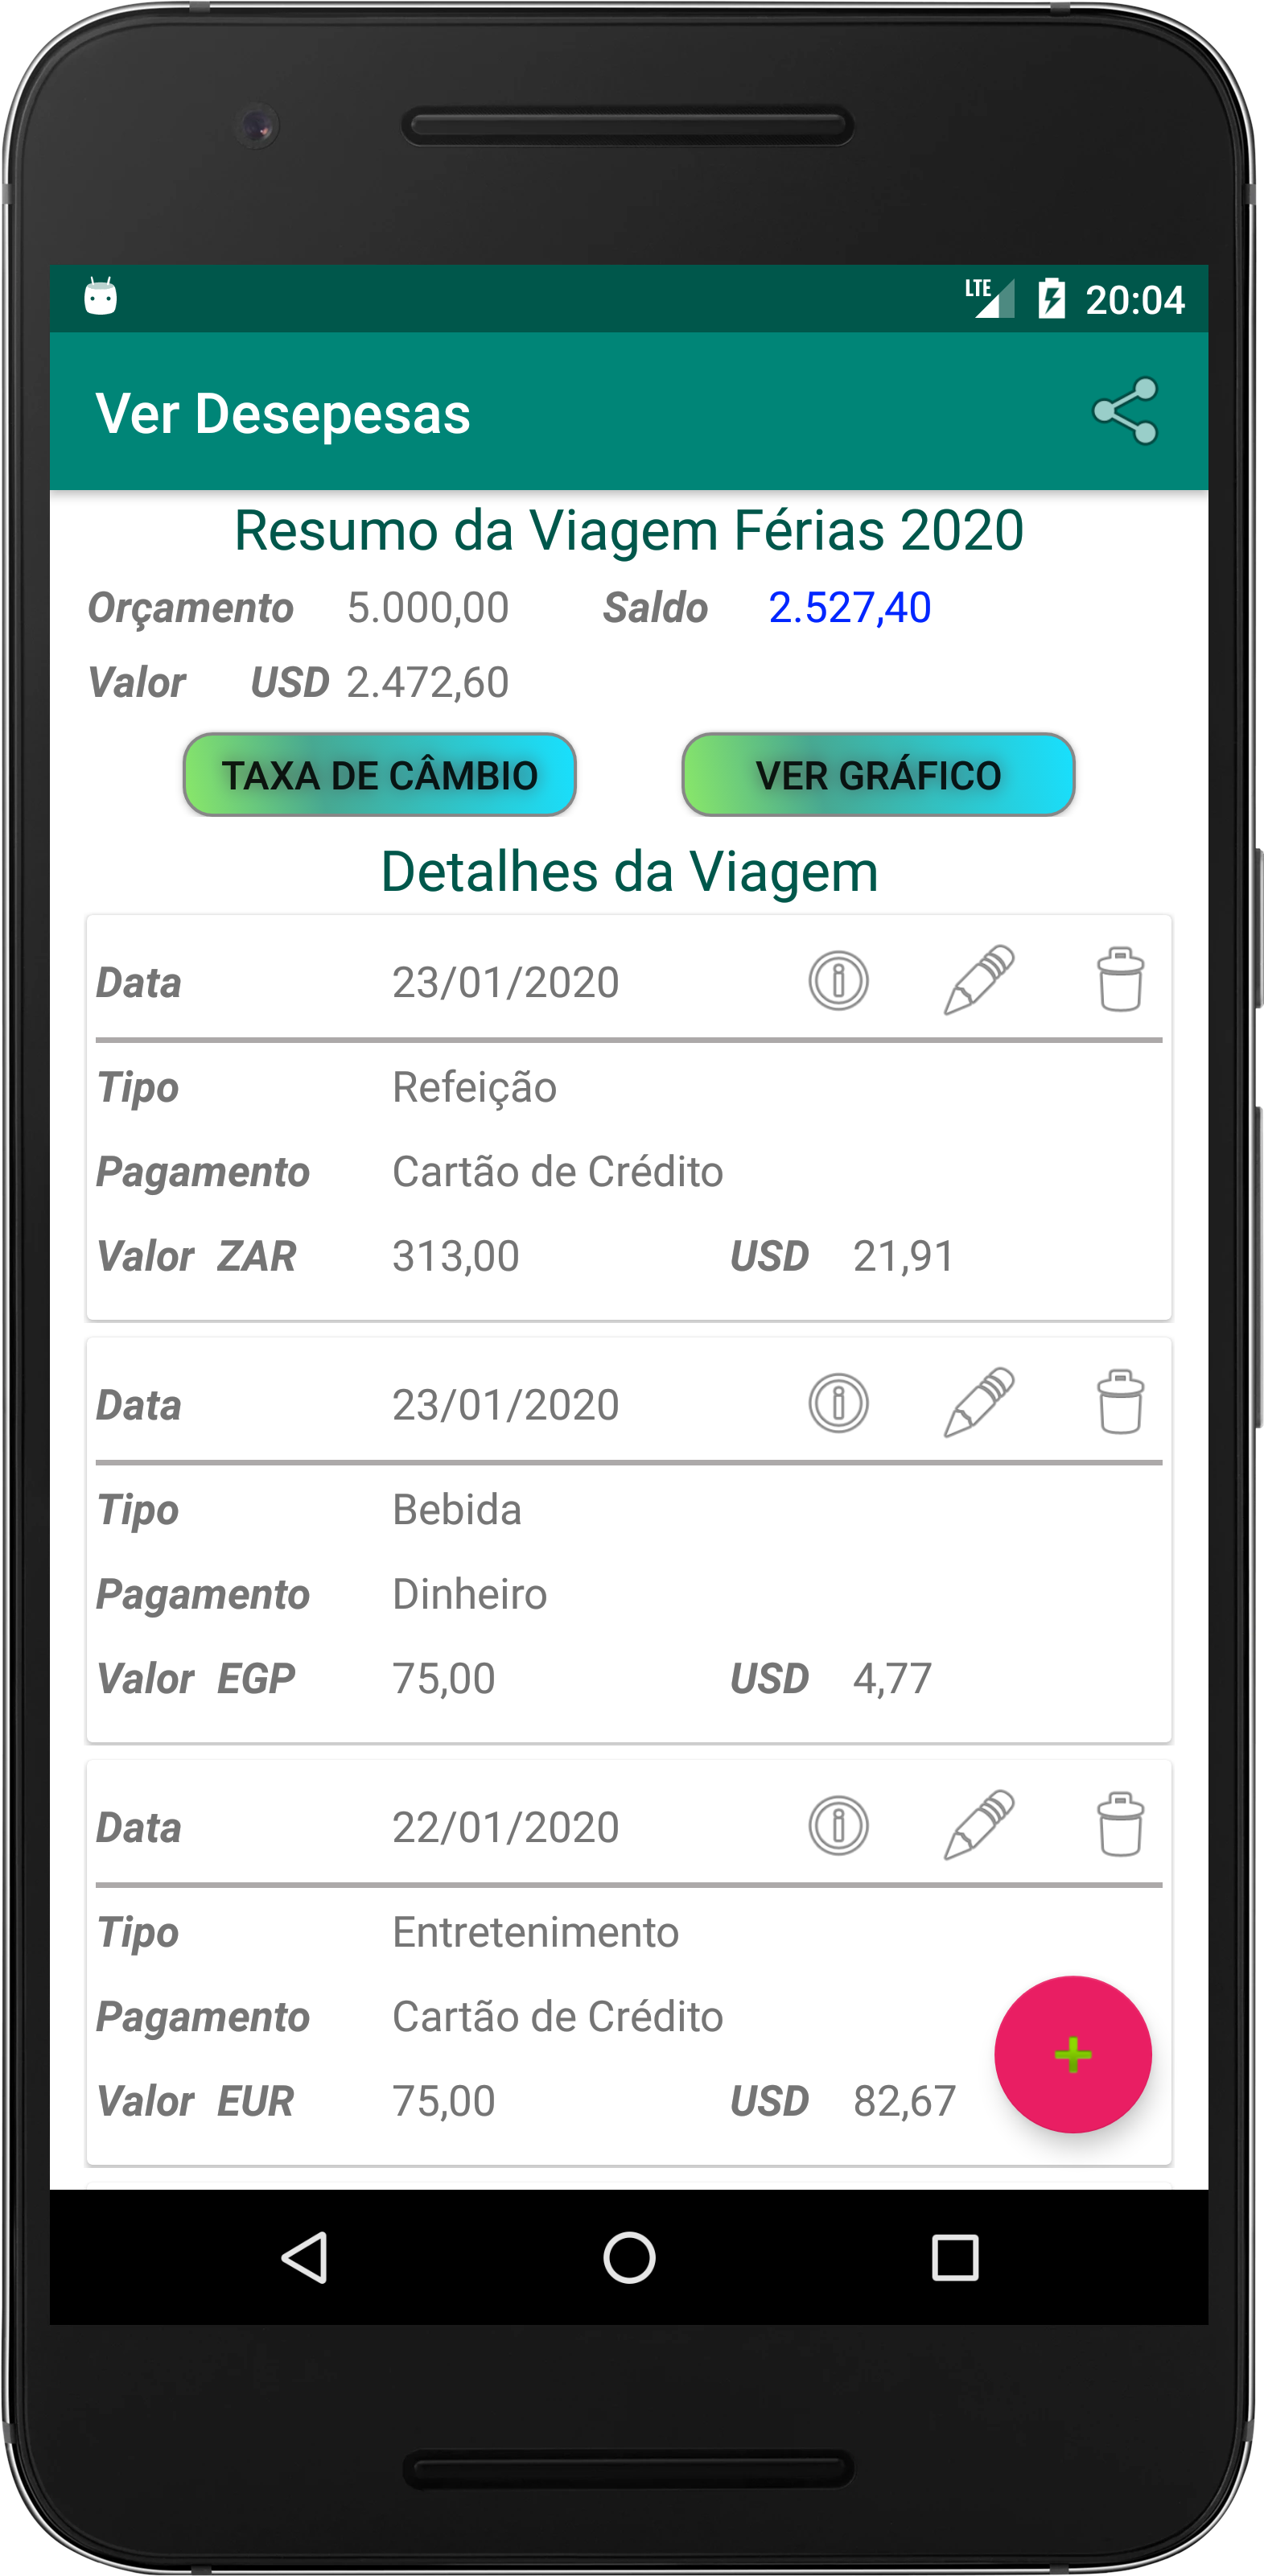 LTE 20:04
Ver Desepesas
Resumo da Viagem Férias 2020
Orçamento 5.000,00 Saldo 2.527,40
Valor USD 2.472,60
TAXA DE CÂMBIO VER GRÁFICO
Detalhes da Viagem
Data 23/01/2020
Tipo Refeição
Pagamento Cartão de Crédito
Valor ZAR 313,00 USD 21,91
Data 23/01/2020
Tipo Bebida
Pagamento Dinheiro
Valor EGP 75,00 USD 4,77
Data 22/01/2020
Tipo Entretenimento
Pagamento Cartão de Crédito
Valor EUR 75,00 USD 82,67
+